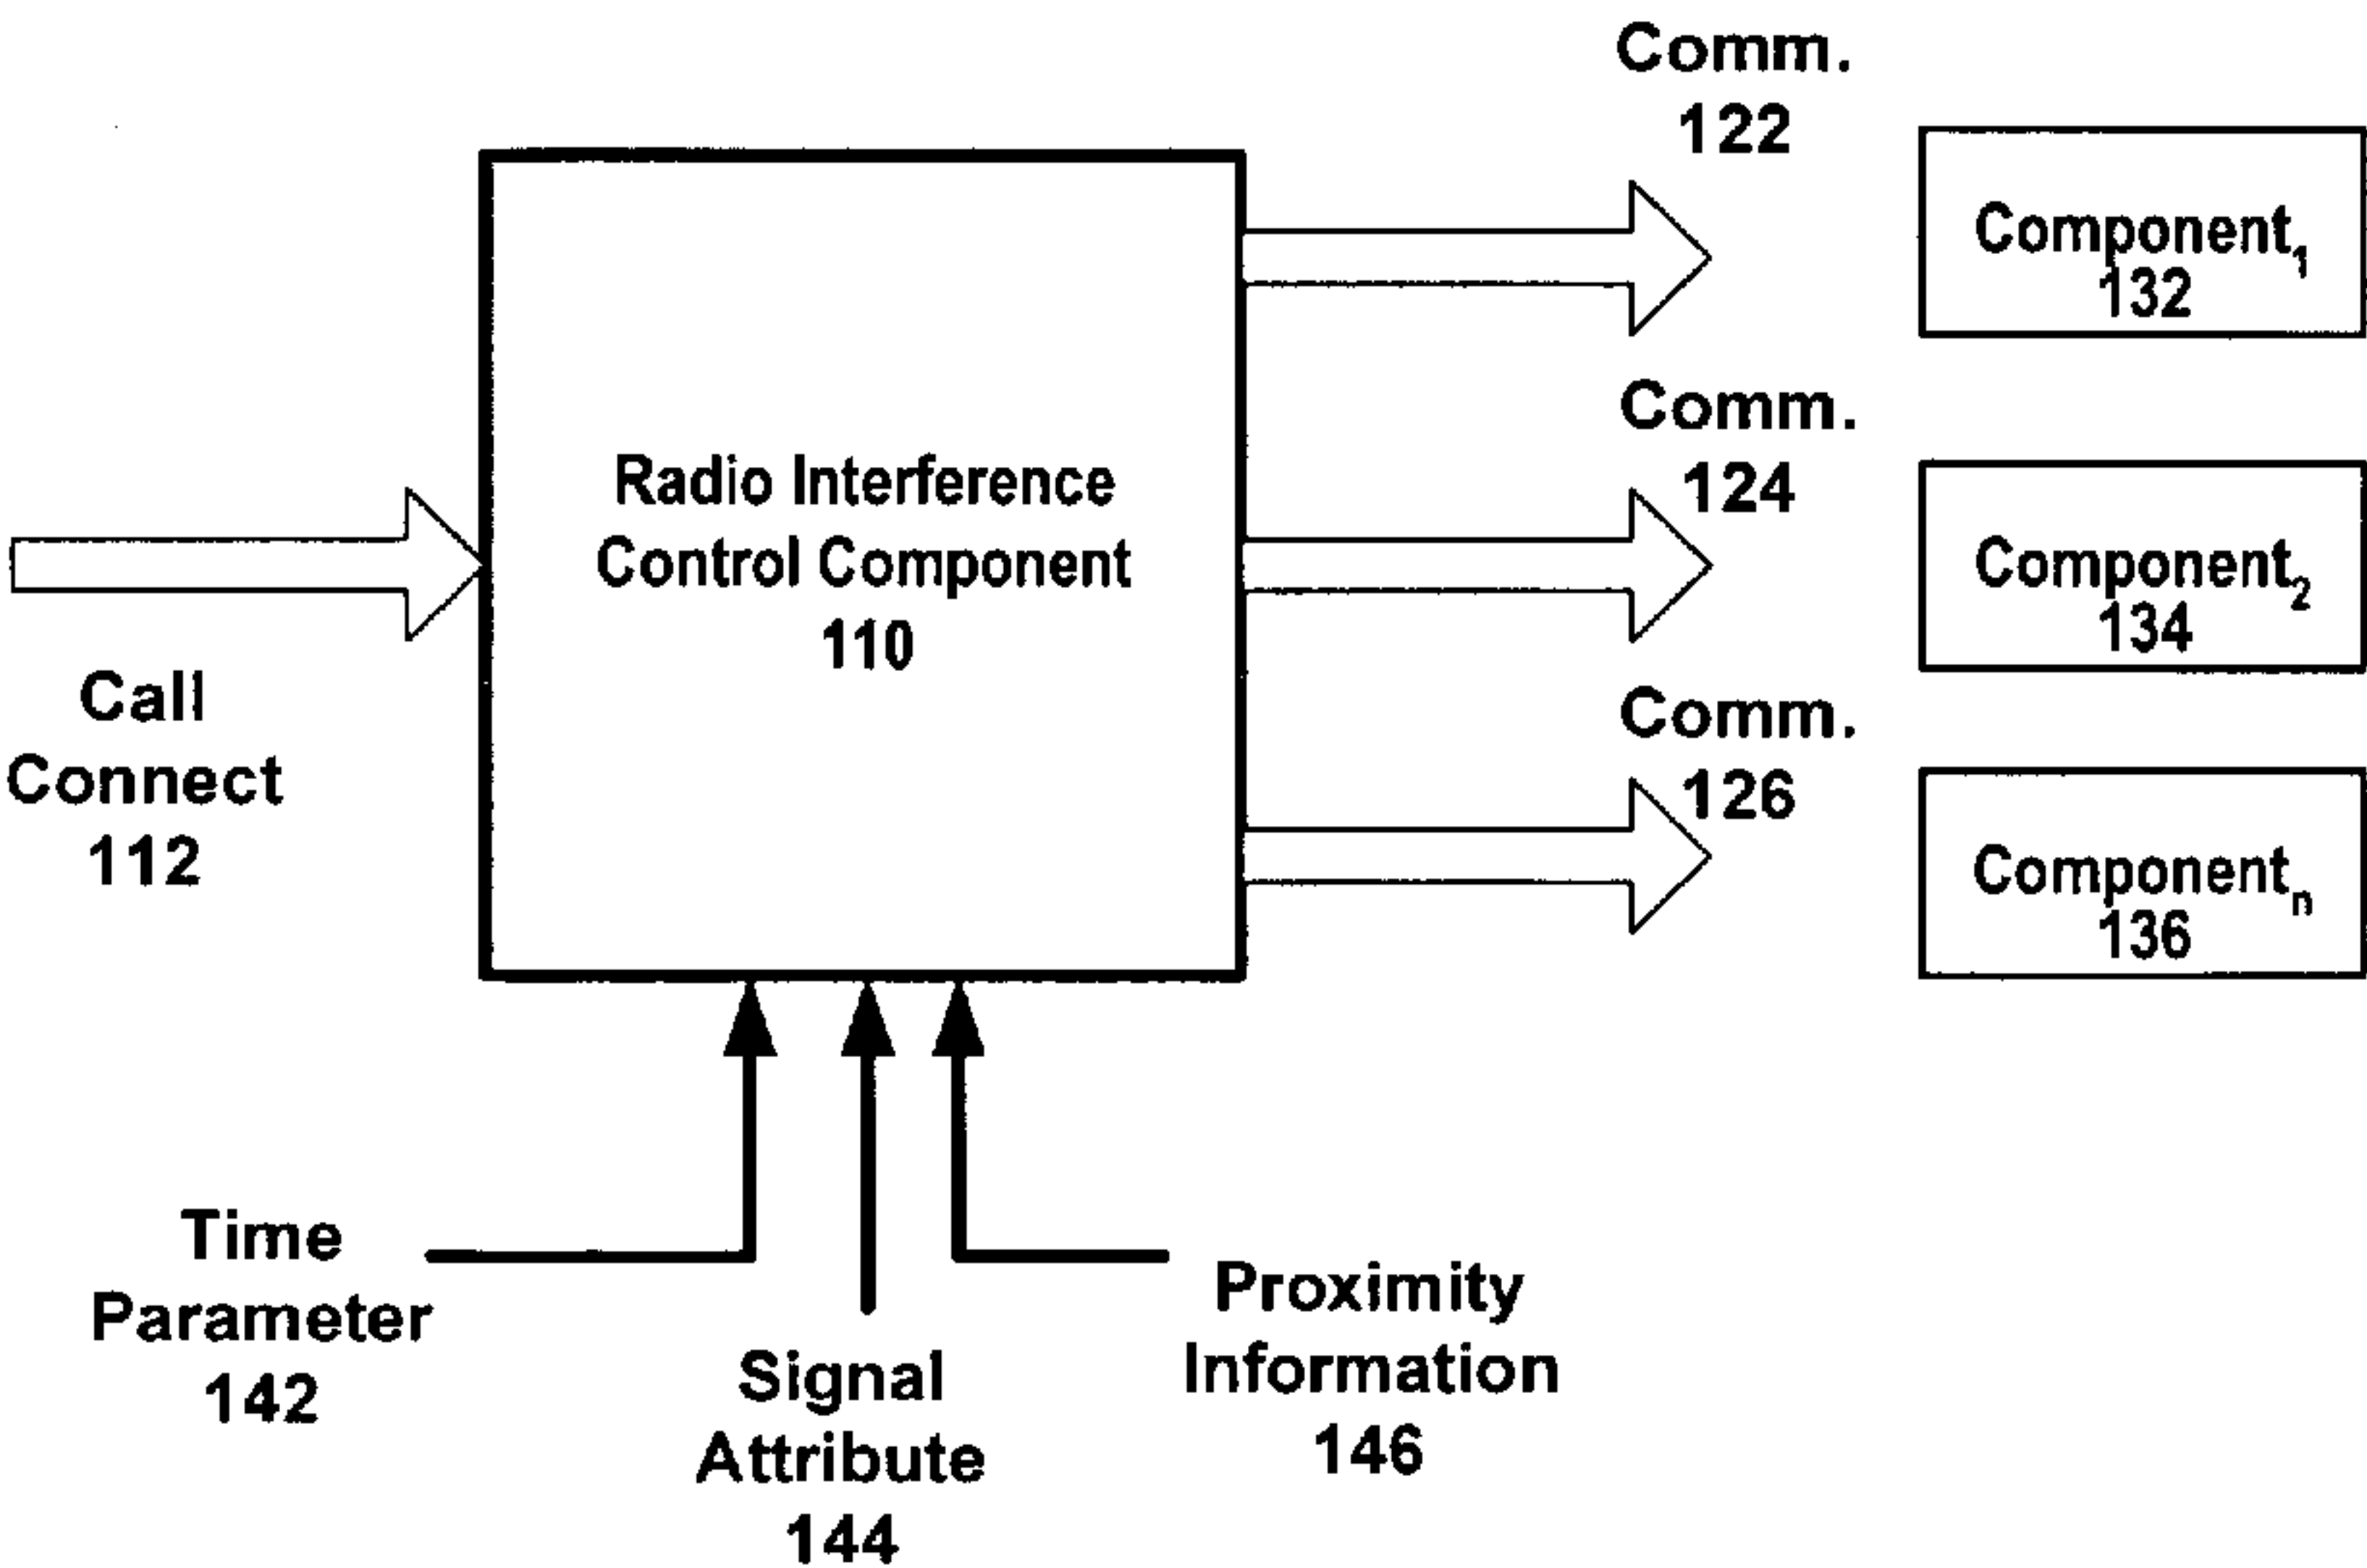 Comm.
122
Component1
132
Radio Interference
Control Component
110
Comm.
124
Component2
134
Call
Connect
112
Comm.
126
Componentn
136
Time
Parameter
142
Signal
Attribute
144
Proximity
Information
146